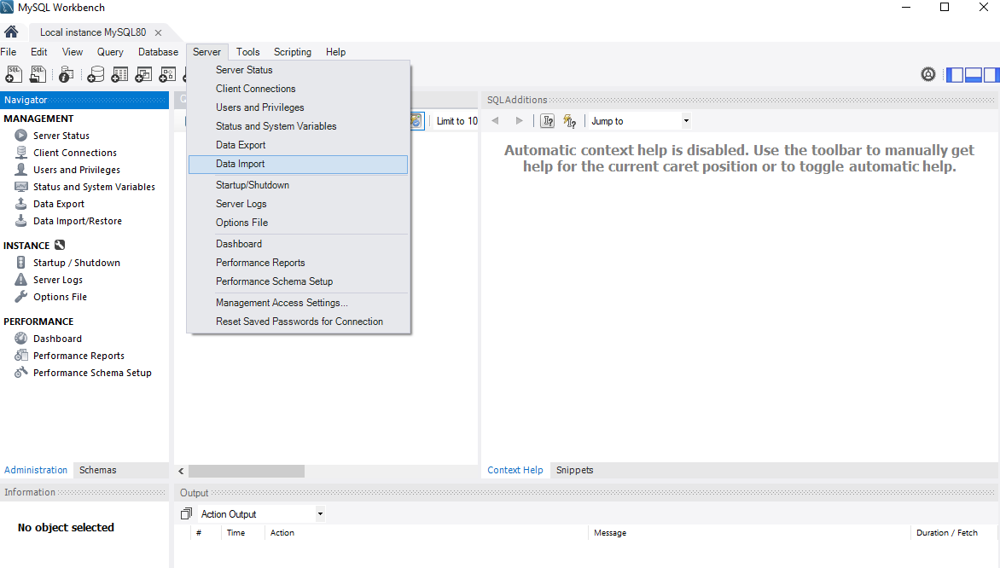 MySQL Workbench
Local instance MySQL80
File Edit View Query Database Server Tools Scripting Help
Server Status
Client Connections
Users and Privileges
Status and System Variables
Data Export
Data Import
Startup/Shutdown
Server Logs
Options File
Dashboard
Performance Reports
Performance Schema Setup
Management Access Settings...
Reset Saved Passwords for Connection
Navigator
MANAGEMENT
Server Status
Client Connections
Users and Privileges
Status and System Variables
Data Export
Data Import/Restore
INSTANCE
Startup / Shutdown
Server Logs
Options File
PERFORMANCE
Dashboard
Performance Reports
Performance Schema Setup
Administration Schemas
Information
No object selected
Limit to 10
SQLAdditions
Jump to
Automatic context help is disabled. Use the toolbar to manually get
help for the current caret position or to toggle automatic help.
Context Help Snippets
Output
Action Output
# Time Action Message Duration / Fetch